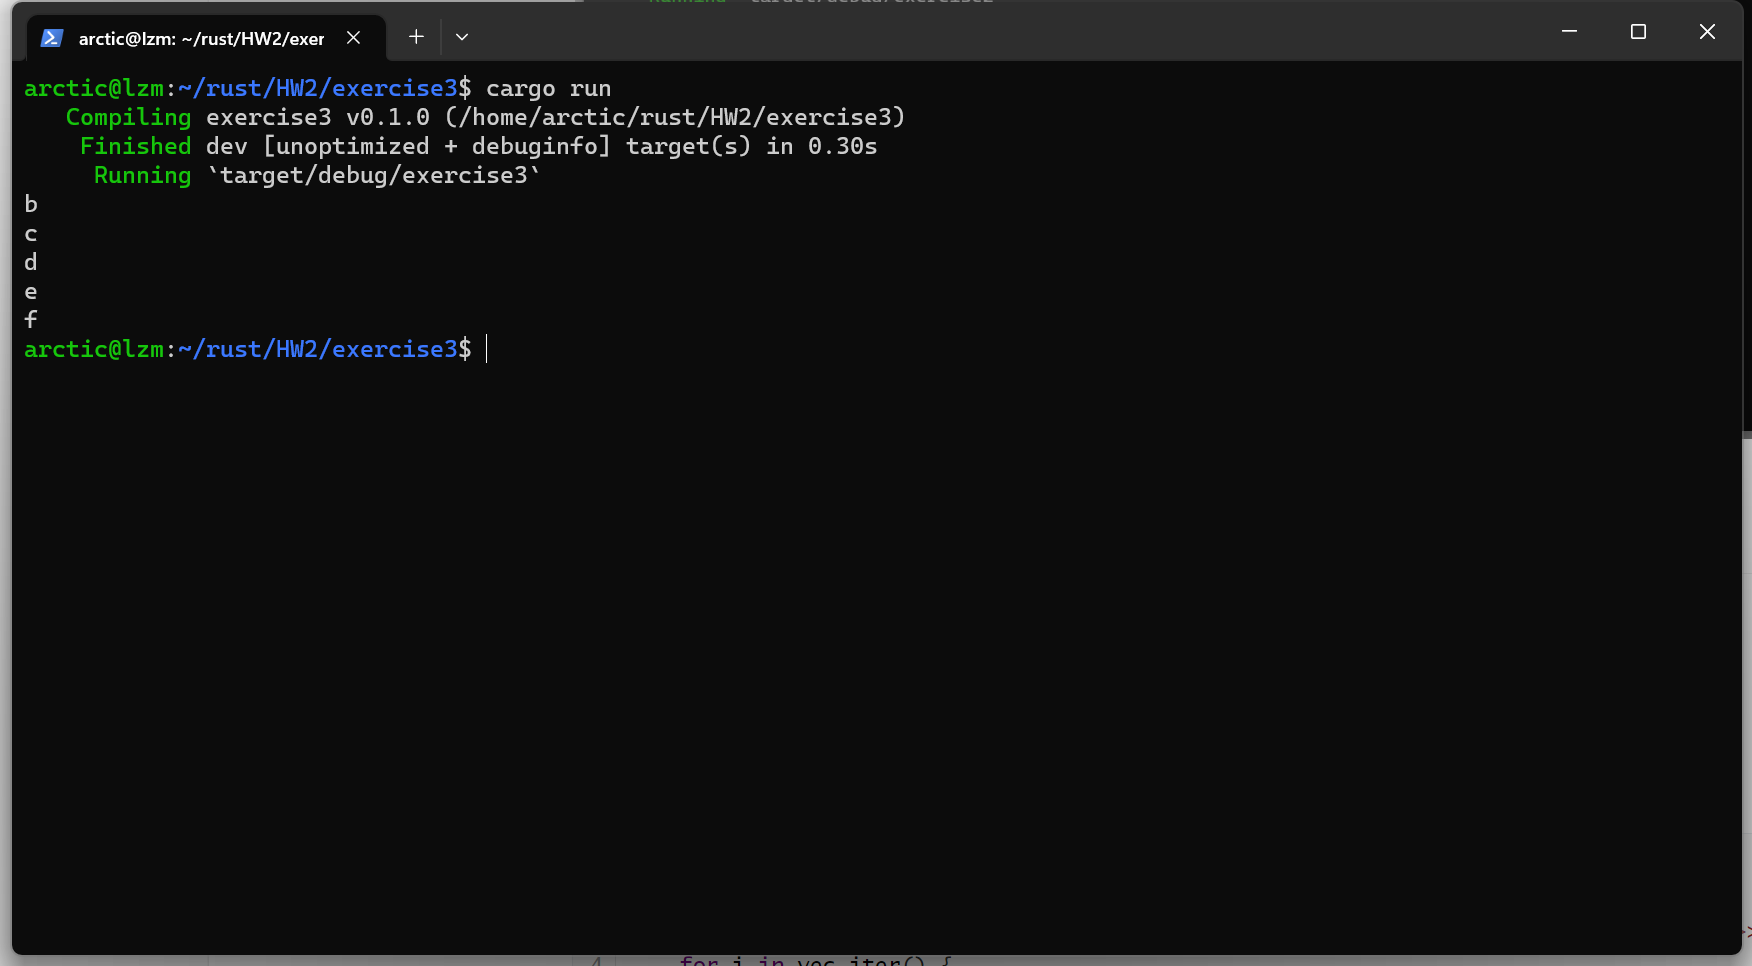 arctic@lzm: ~/rust/HW2/exer
arctic@lzm:~/rust/HW2/exercise3$ cargo run
   Compiling exercise3 v0.1.0 (/home/arctic/rust/HW2/exercise3)
    Finished dev [unoptimized + debuginfo] target(s) in 0.30s
     Running `target/debug/exercise3`
b
c
d
e
f
arctic@lzm:~/rust/HW2/exercise3$
4 for i in vec.iter() {